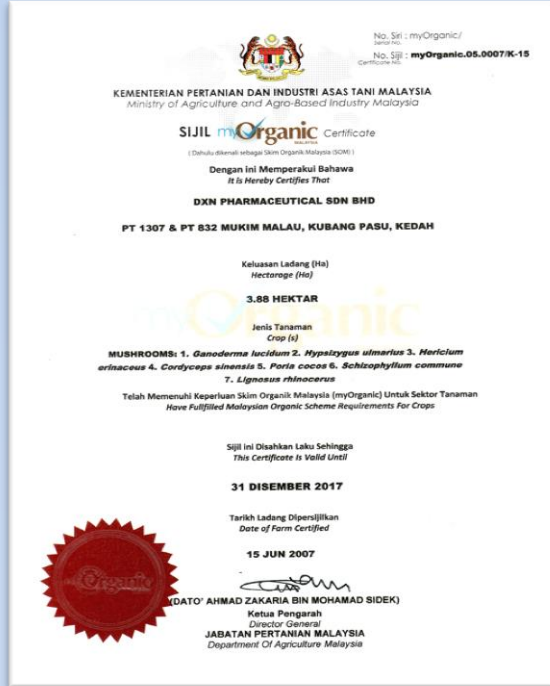 No. Siri : myOrganic/
Serial No.
No. Sijil : myOrganic.05.0007/K-15
Certificate No.
KEMENTERIAN PERTANIAN DAN INDUSTRI ASAS TANI MALAYSIA
Ministry of Agriculture and Agro-Based Industry Malaysia
SIJIL myOrganic MALAYSIA Certificate
( Dahulu dikenali sebagai Skim Organik Malaysia (SOM) )
Dengan ini Memperakui Bahawa
It is Hereby Certifies That
DXN PHARMACEUTICAL SDN BHD
PT 1307 & PT 832 MUKIM MALAU, KUBANG PASU, KEDAH
Keluasan Ladang (Ha)
Hectarage (Ha)
3.88 HEKTAR
myOrganic
Jenis Tanaman
Crop (s)
MUSHROOMS: 1. Ganoderma lucidum 2. Hypsizygus ulmarius 3. Hericium
erinaceus 4. Cordyceps sinensis 5. Poria cocos 6. Schizophyllum commune
7. Lignosus rhinocerus
Telah Memenuhi Keperluan Skim Organik Malaysia (myOrganic) Untuk Sektor Tanaman
Have Fullfilled Malaysian Organic Scheme Requirements For Crops
Sijil ini Disahkan Laku Sehingga
This Certificate Is Valid Until
31 DISEMBER 2017
Tarikh Ladang Dipersijilkan
Date of Farm Certified
15 JUN 2007
myOrganic
(DATO' AHMAD ZAKARIA BIN MOHAMAD SIDEK)
Ketua Pengarah
Director General
JABATAN PERTANIAN MALAYSIA
Department Of Agriculture Malaysia